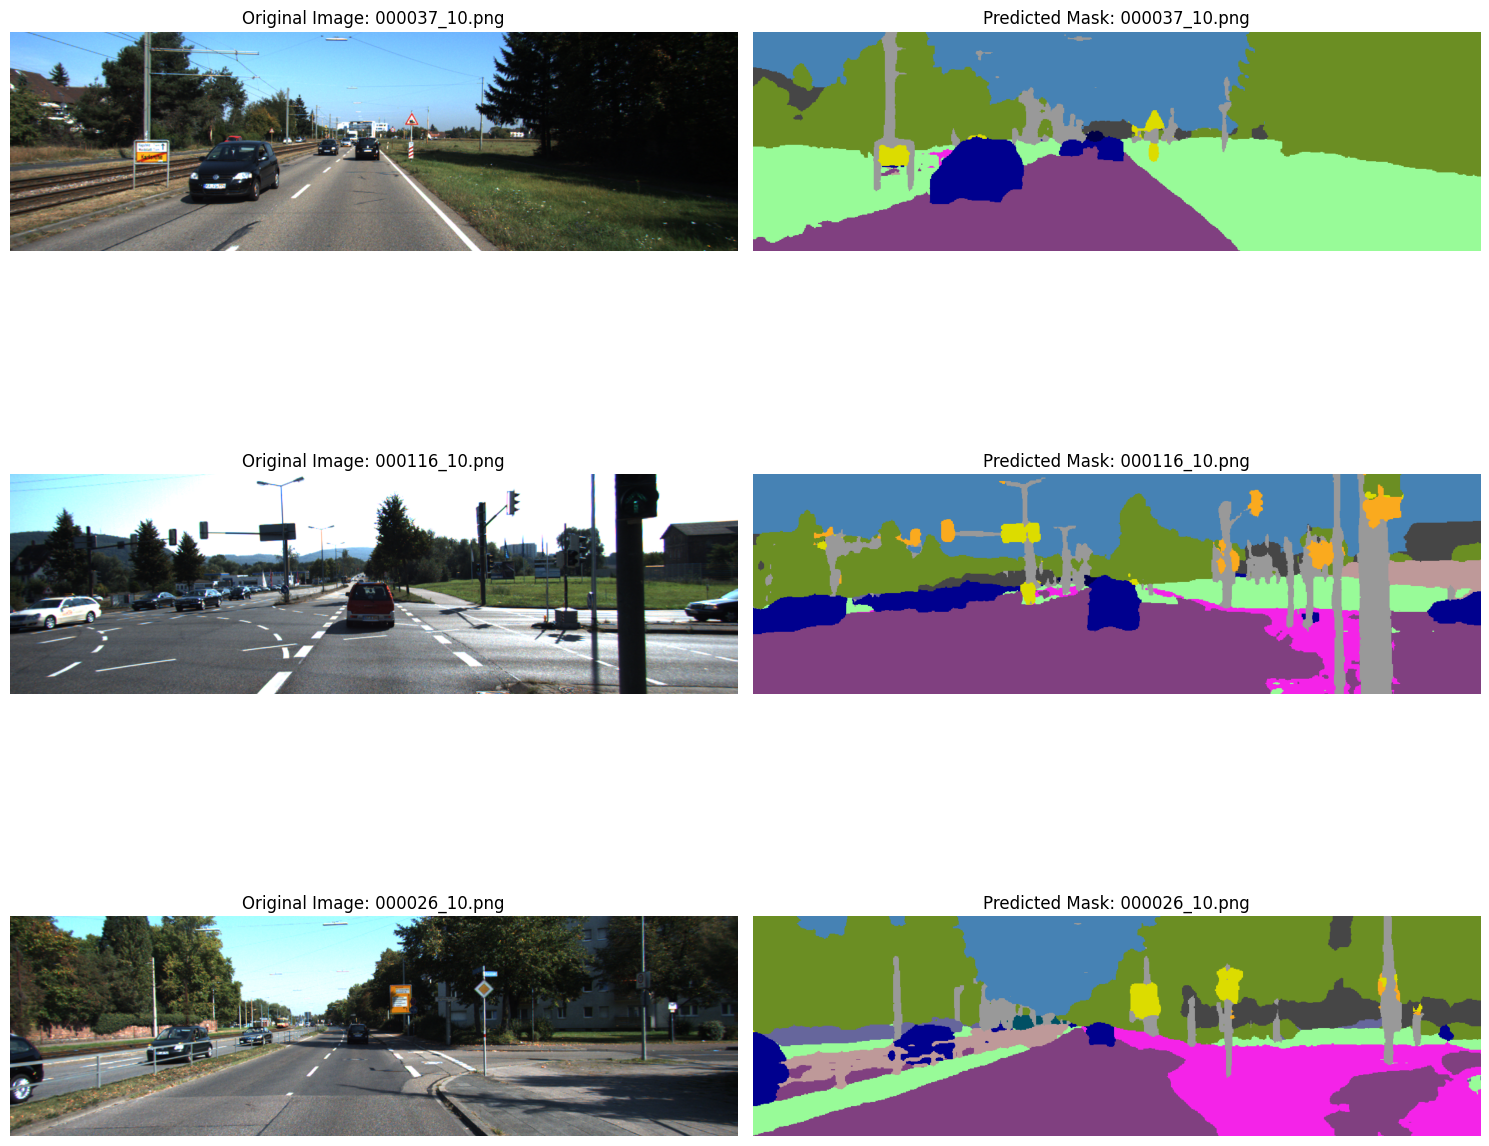 Original Image: 000037_10.png
Predicted Mask: 000037_10.png
Original Image: 000116_10.png
Predicted Mask: 000116_10.png
Original Image: 000026_10.png
Predicted Mask: 000026_10.png